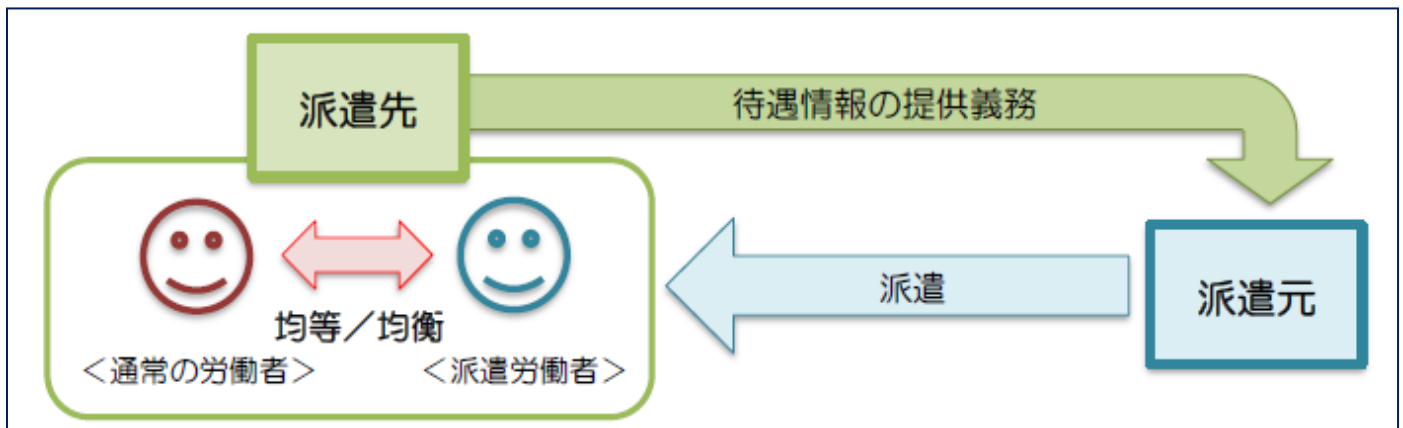 派遣先
待遇情報の提供義務
派遣
派遣元
均等／均衡
＜通常の労働者＞
＜派遣労働者＞